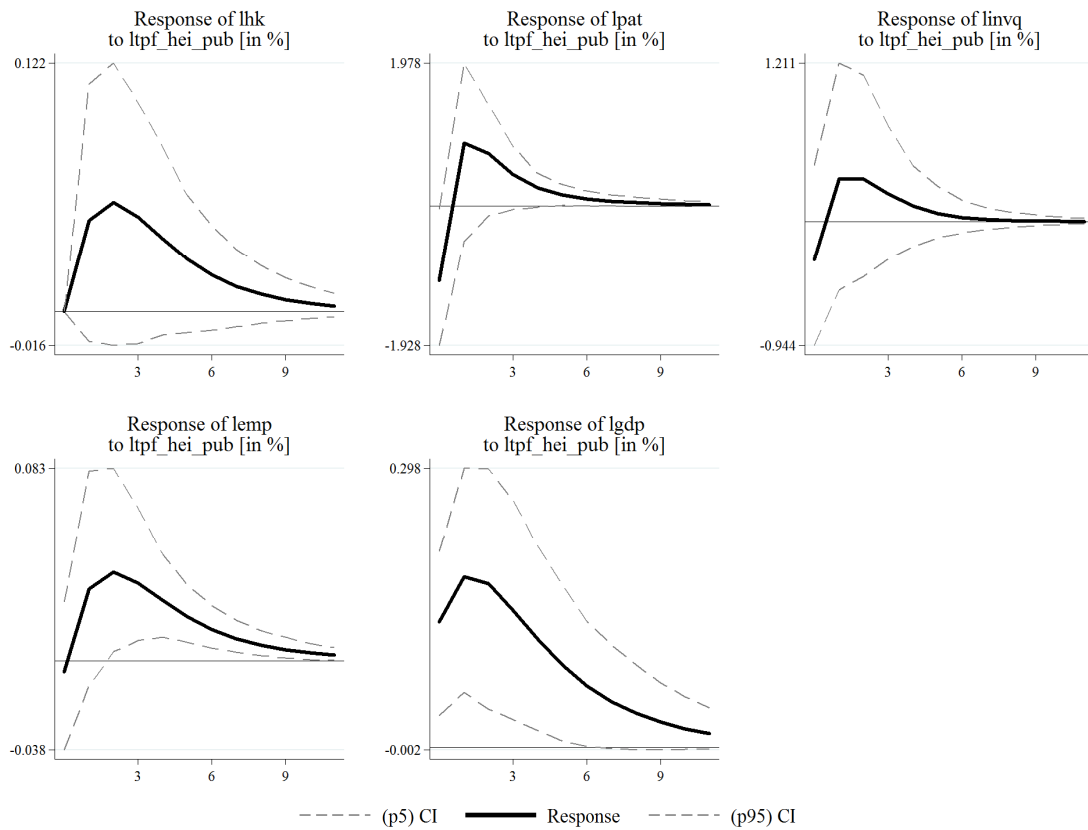 Response of lhk
to ltpf_hei_pub [in %]
0.122
-0.016
3 6 9
Response of lpat
to ltpf_hei_pub [in %]
1.978
-1.928
3 6 9
Response of linvq
to ltpf_hei_pub [in %]
1.211
-0.944
3 6 9
Response of lemp
to ltpf_hei_pub [in %]
0.083
-0.038
3 6 9
Response of lgdp
to ltpf_hei_pub [in %]
0.298
-0.002
3 6 9
(p5) CI Response (p95) CI